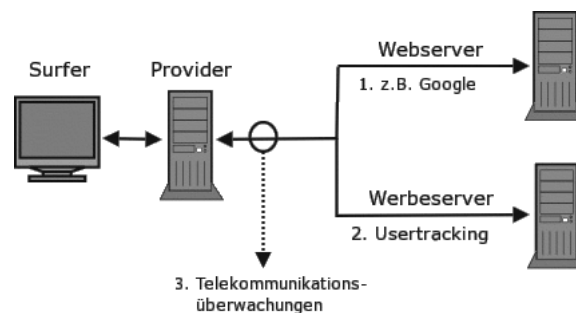 Surfer
Provider
Webserver
1. z.B. Google
Werbeserver
2. Usertracking
3. Telekommunikations-
überwachungen